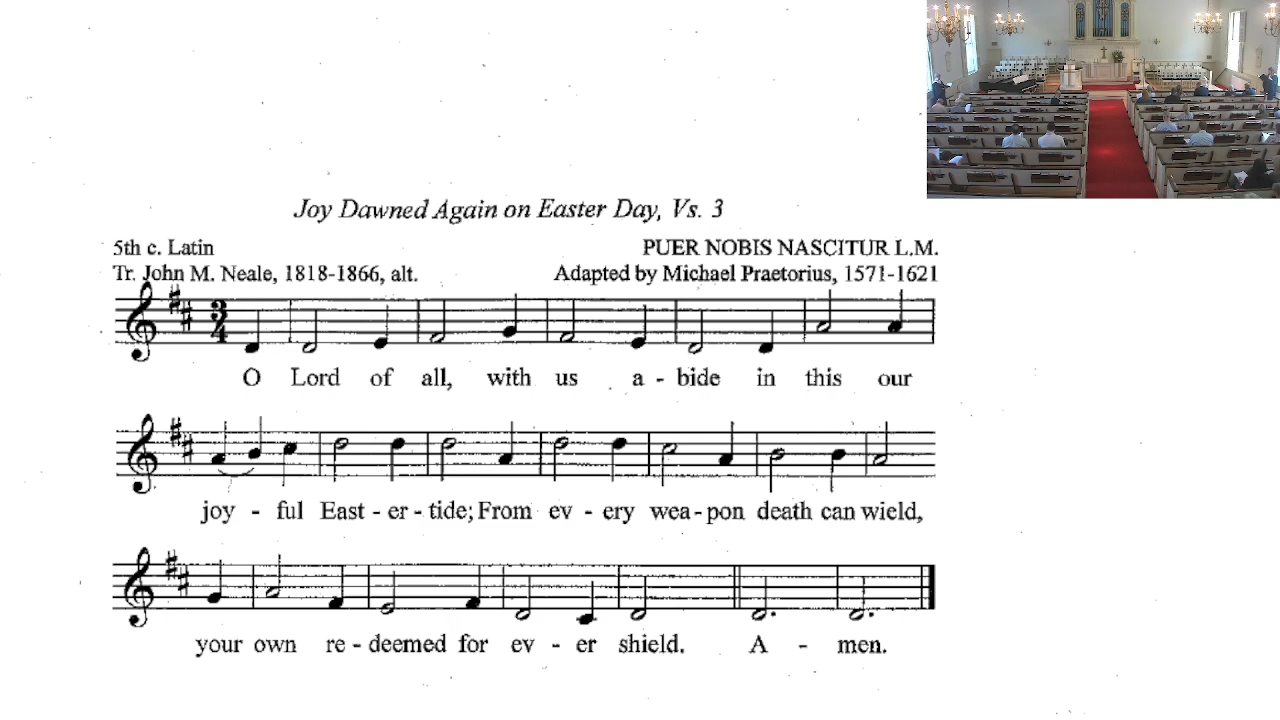 Joy Dawned Again on Easter Day, Vs. 3
5th c. Latin
PUER NOBIS NASCITUR L.M.
Tr. John M. Neale, 1818-1866, alt.
Adapted by Michael Praetorius, 1571-1621
3
4
O Lord of all, with us a - bide in this our
joy - ful East - er - tide; From ev - ery wea - pon death can wield,
your own re - deemed for ev - er shield. A - men.